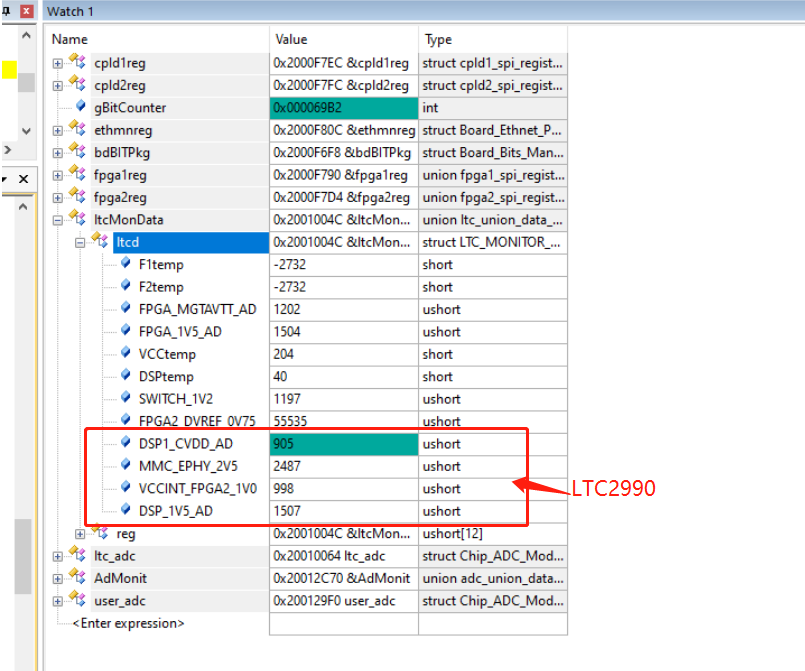 Watch 1
Name Value Type
cpld1reg 0x2000F7EC &cpld1reg struct cpld1_spi_regist...
cpld2reg 0x2000F7FC &cpld2reg struct cpld2_spi_regist...
gBitCounter 0x000069B2 int
ethmnreg 0x2000F80C &ethmnreg struct Board_Ethnet_P...
bdBITPkg 0x2000F6F8 &bdBITPkg struct Board_Bits_Man...
fpga1reg 0x2000F790 &fpga1reg union fpga1_spi_regist...
fpga2reg 0x2000F7D4 &fpga2reg union fpga2_spi_regist...
ltcMonData 0x2001004C &ltcMon... union ltc_union_data_...
ltcd 0x2001004C &ltcMon... struct LTC_MONITOR_...
F1temp -2732 short
F2temp -2732 short
FPGA_MGTAVTT_AD 1202 ushort
FPGA_1V5_AD 1504 ushort
VCCtemp 204 short
DSPtemp 40 short
SWITCH_1V2 1197 ushort
FPGA2_DVREF_0V75 55535 ushort
DSP1_CVDD_AD 905 ushort
MMC_EPHY_2V5 2487 ushort
VCCINT_FPGA2_1V0 998 ushort
LTC2990
DSP_1V5_AD 1507 ushort
reg 0x2001004C &ltcMon... ushort[12]
ltc_adc 0x20010064 ltc_adc struct Chip_ADC_Mod...
AdMonit 0x20012C70 &AdMonit union adc_union_data...
user_adc 0x200129F0 user_adc struct Chip_ADC_Mod...
<Enter expression>